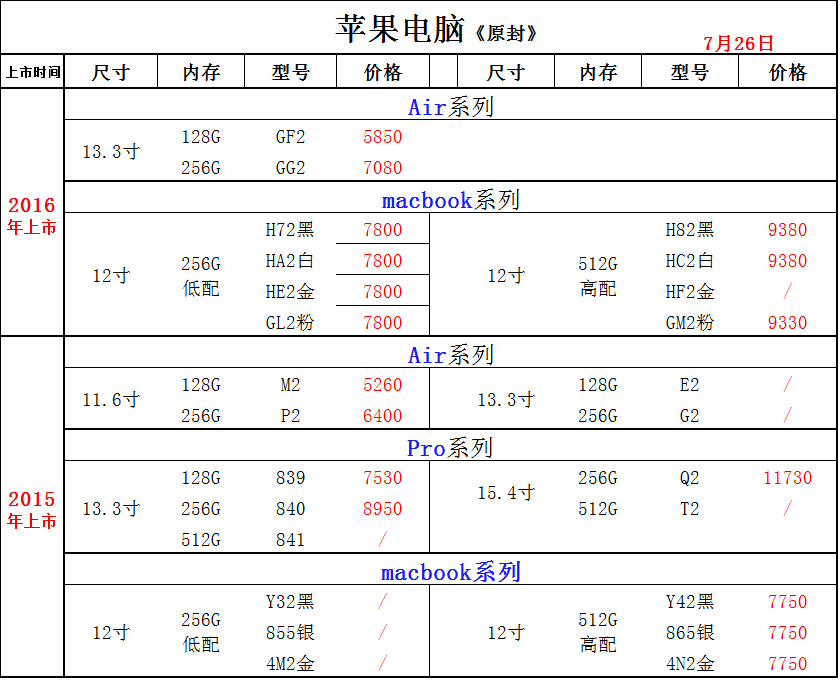 苹果电脑《原封》
7月26日
上市时间 尺寸 内存 型号 价格 尺寸 内存 型号 价格
2016
年上市
Air系列
13.3寸
128G GF2 5850
256G GG2 7080
macbook系列
12寸
256G
低配
H72黑 7800
HA2白 7800
HE2金 7800
GL2粉 7800
12寸
512G
高配
H82黑 9380
HC2白 9380
HF2金 /
GM2粉 9330
2015
年上市
Air系列
11.6寸
128G M2 5260
256G P2 6400
13.3寸
128G E2 /
256G G2 /
Pro系列
13.3寸
128G 839 7530
256G 840 8950
512G 841 /
15.4寸
256G Q2 11730
512G T2 /
macbook系列
12寸
256G
低配
Y32黑 /
855银 /
4M2金 /
12寸
512G
高配
Y42黑 7750
865银 7750
4N2金 7750